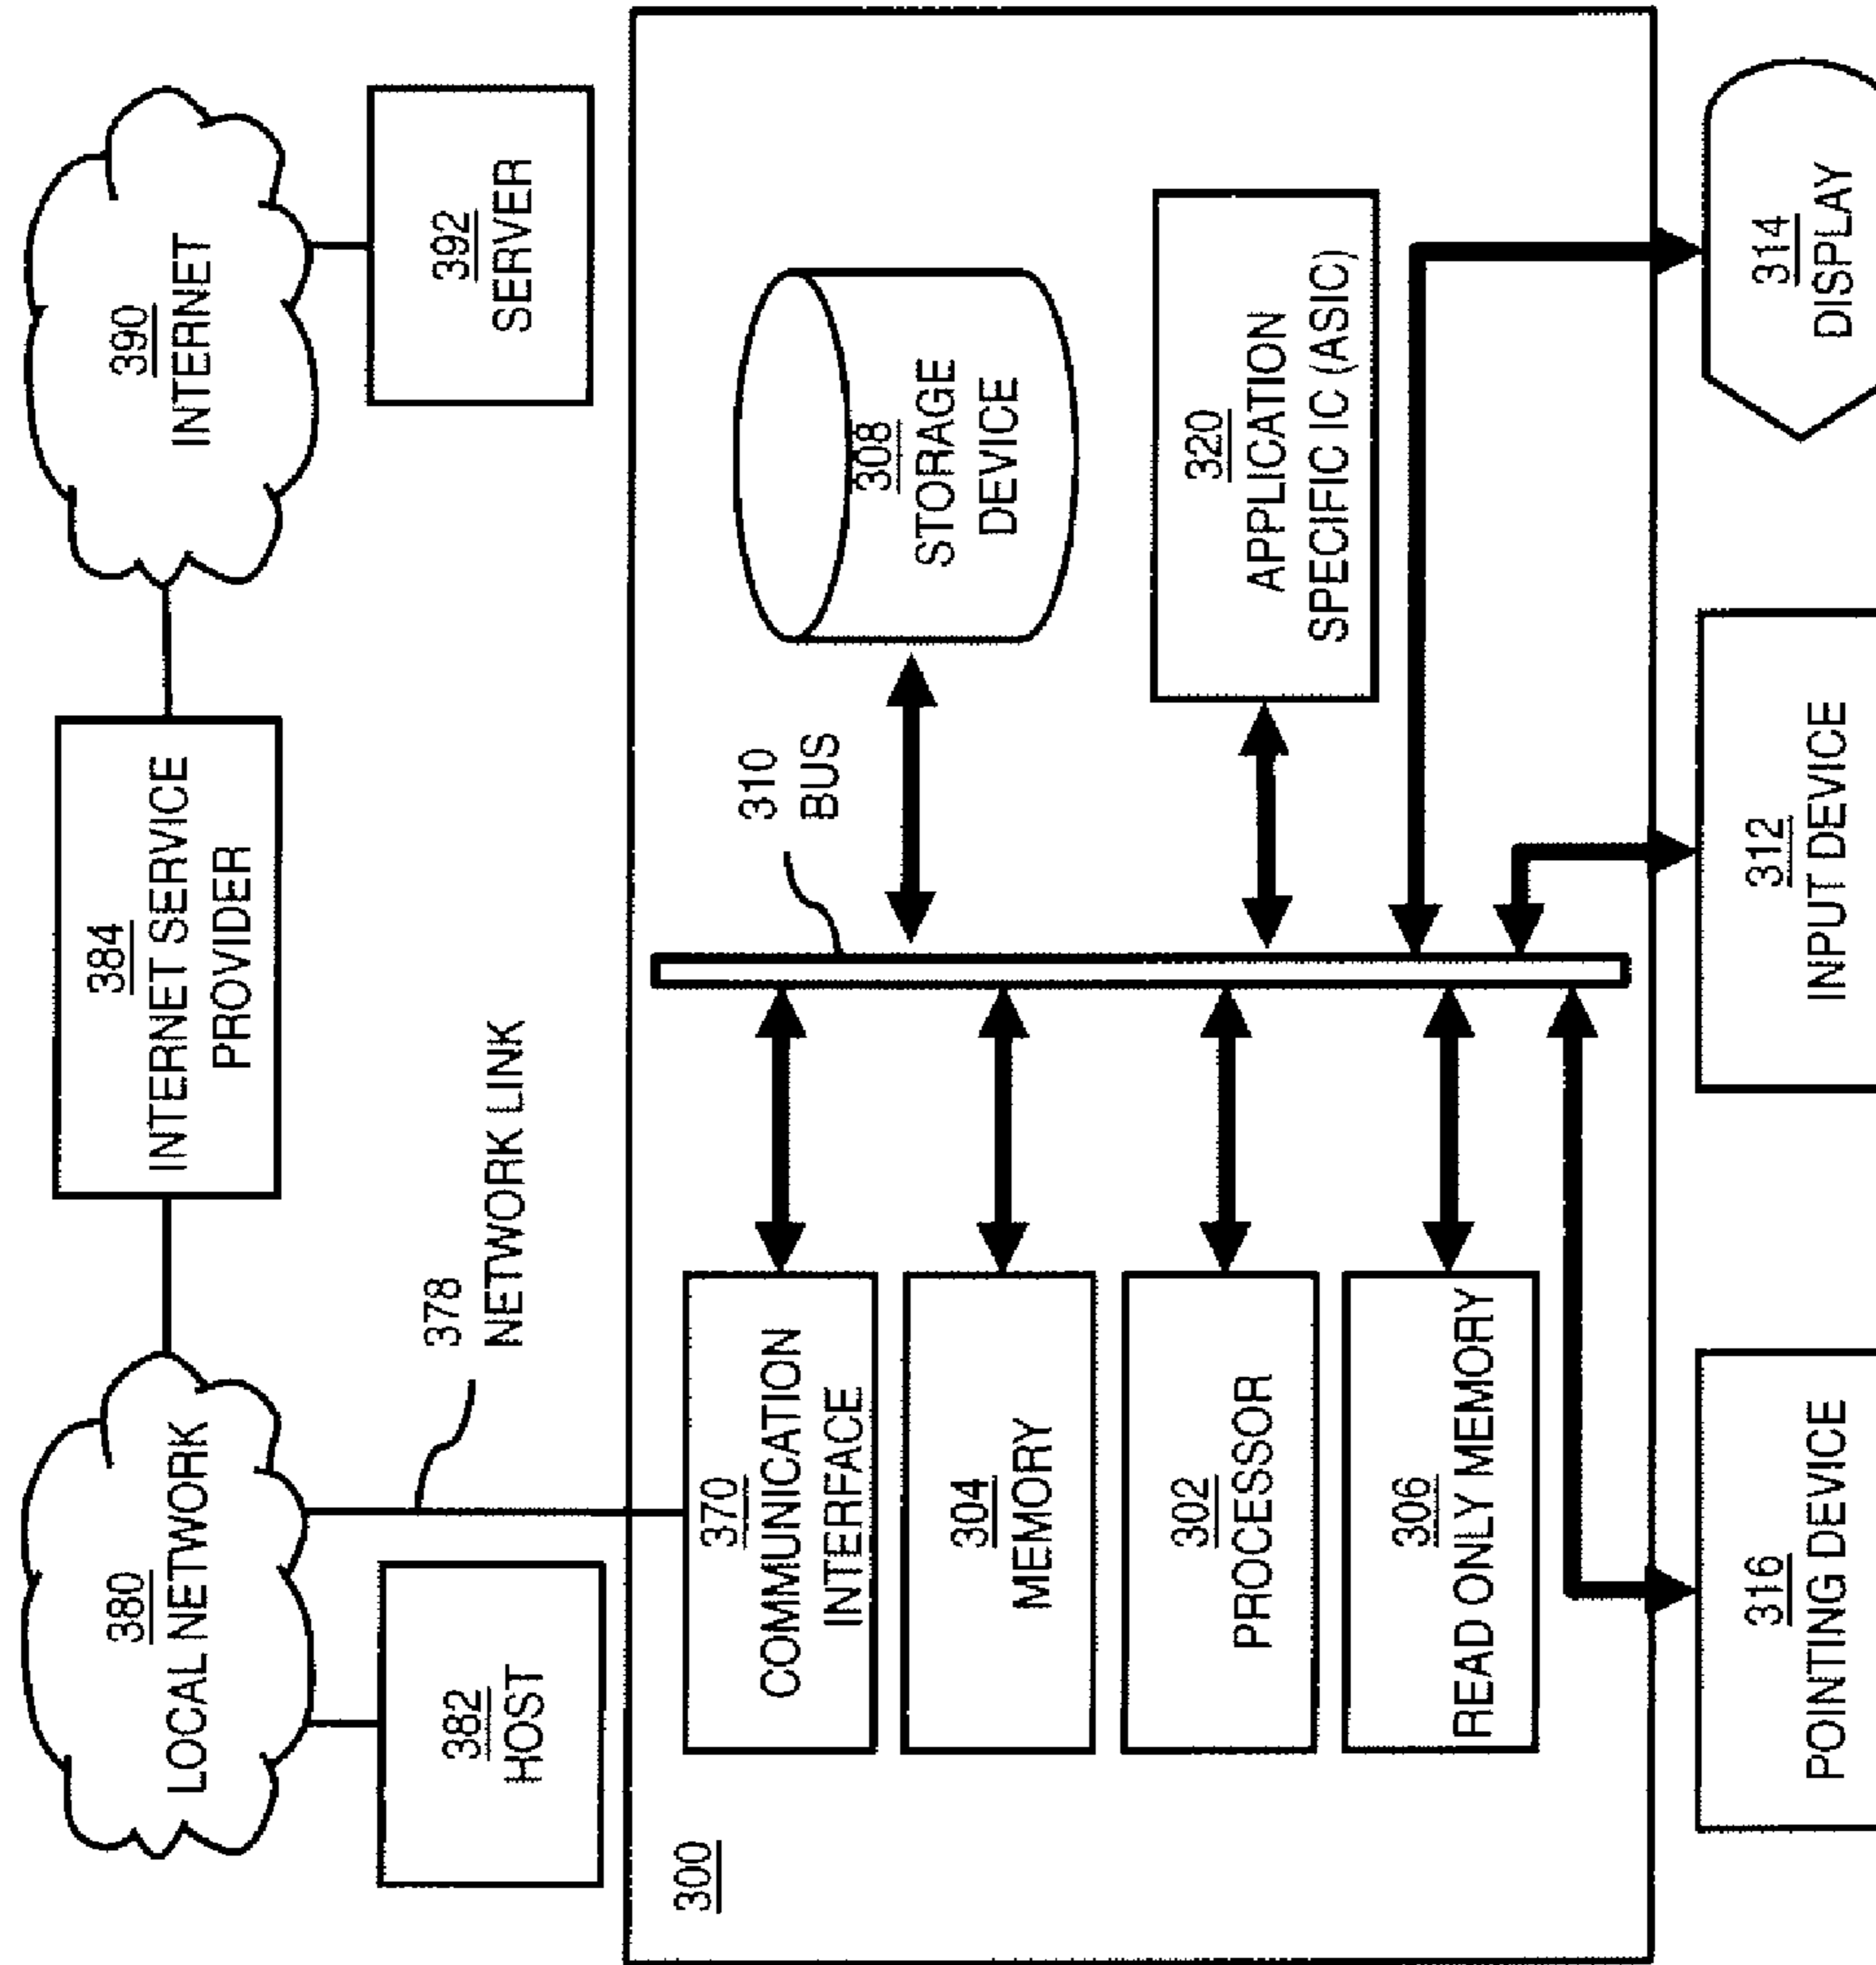 380
LOCAL NETWORK
384
INTERNET SERVICE
PROVIDER
390
INTERNET
382
HOST
378
NETWORK LINK
392
SERVER
300
370
COMMUNICATION
INTERFACE
304
MEMORY
302
PROCESSOR
306
READ ONLY MEMORY
310
BUS
308
STORAGE
DEVICE
320
APPLICATION
SPECIFIC IC (ASIC)
316
POINTING DEVICE
312
INPUT DEVICE
314
DISPLAY